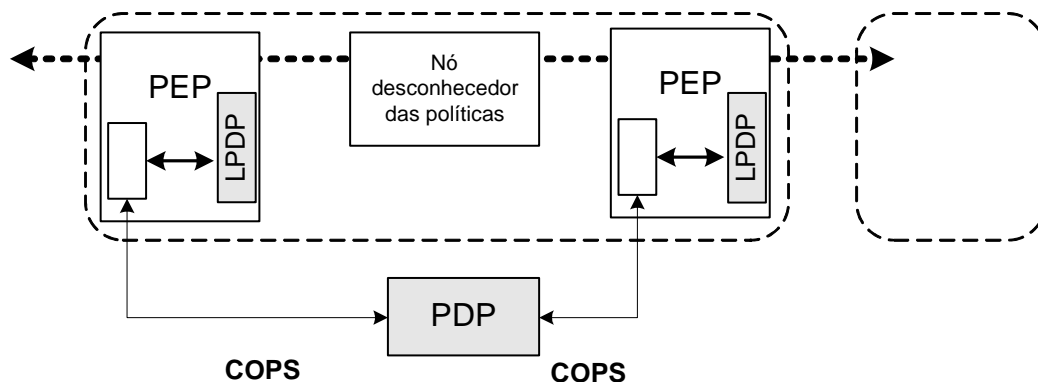 PEP
LPDP
Nó
desconhecedor
das políticas
PEP
LPDP
PDP
COPS
COPS